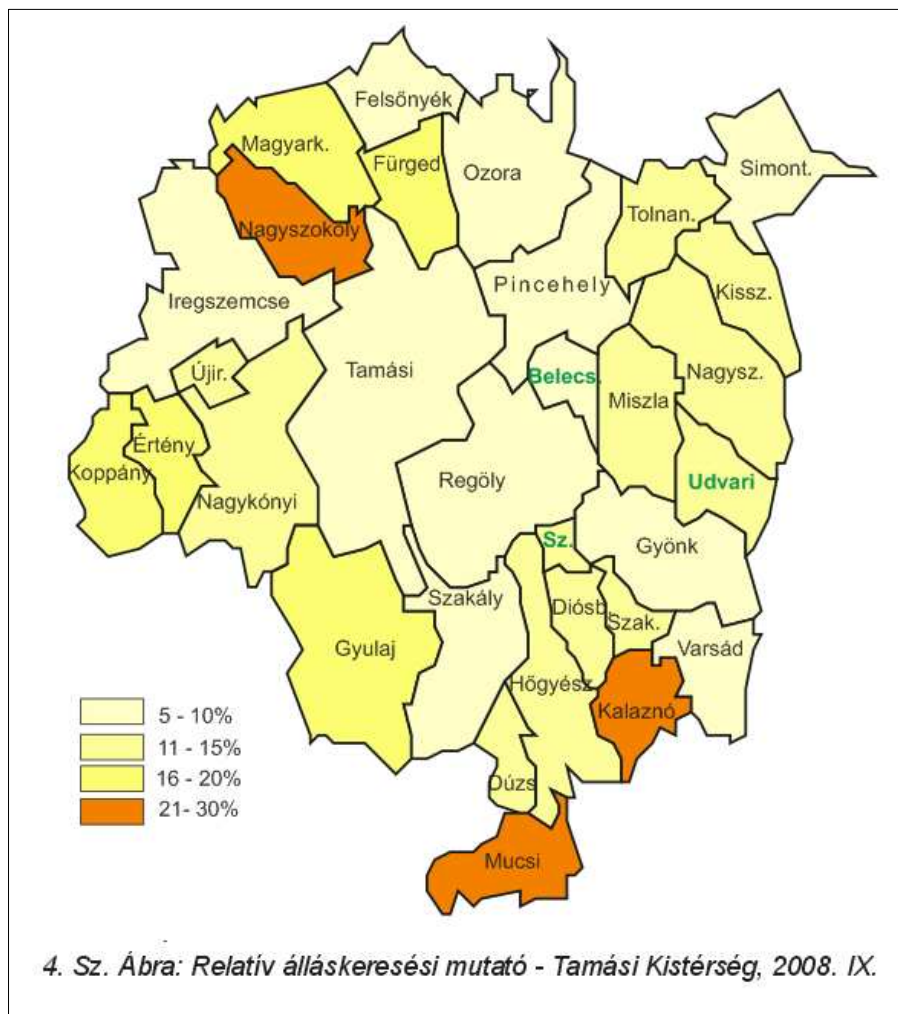 Felsőnyék
Magyark.
Fürged
Ozora
Simont.
Tolnan.
Nagyszokoly
Pincehely
Kissz.
Iregszemcse
Tamási
Újir.
Belecs.
Nagysz.
Miszla
Értény
Koppány
Nagykónyi
Regöly
Udvari
Sz.
Gyönk
Szakály
Diósb.
Szak.
Gyulaj
Varsád
Hőgyész
Kalaznó
5 - 10%
11 - 15%
16 - 20%
21- 30%
Dúzs
Mucsi
4. Sz. Ábra: Relatív álláskeresési mutató - Tamási Kistérség, 2008. IX.